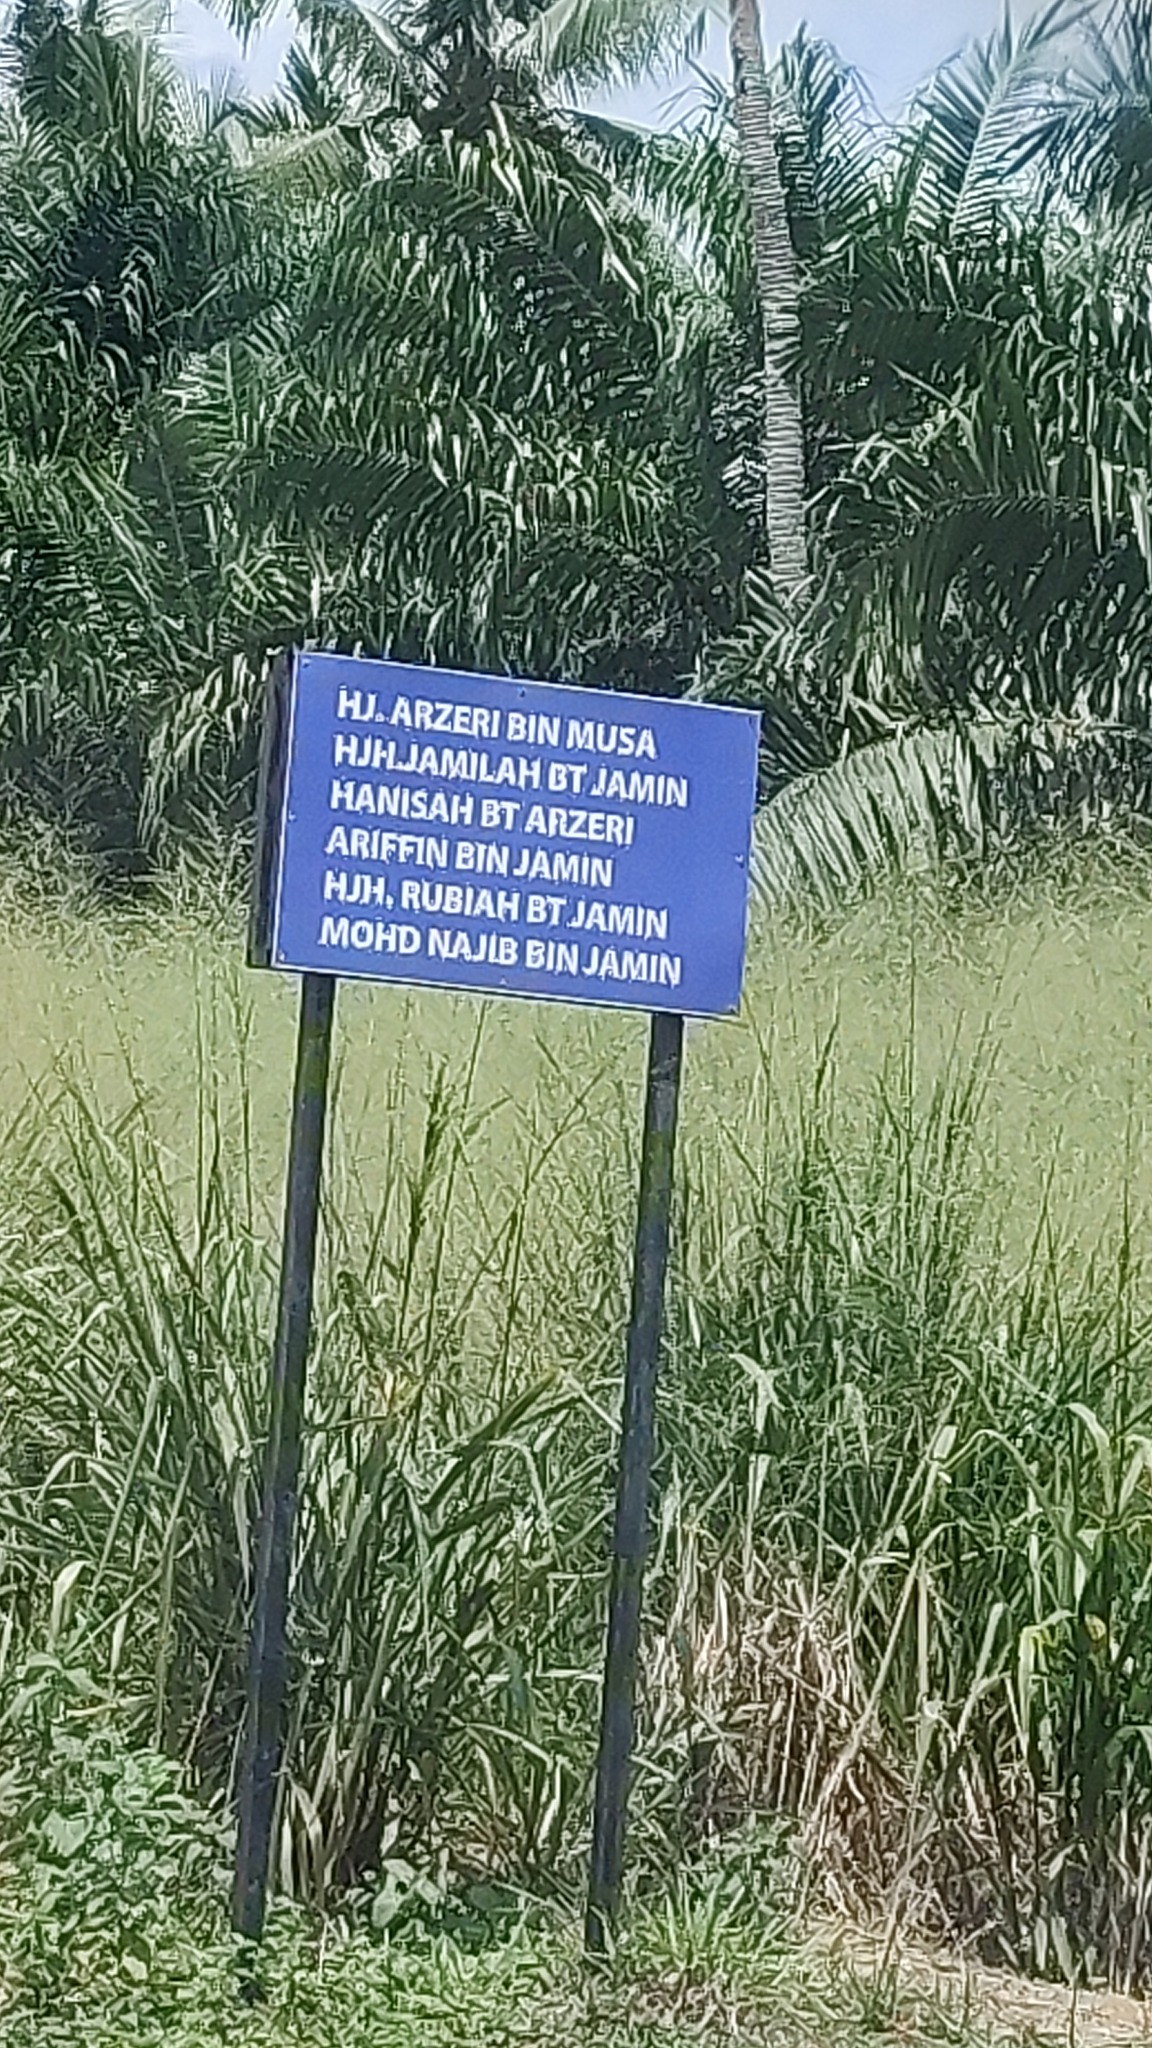 HJ. ARZERI BIN MUSA
HJH.JAMILAH BT JAMIN
HANISAH BT ARZERI
ARIFFIN BIN JAMIN
HJH. RUBIAH BT JAMIN
MOHD NAJIB BIN JAMIN